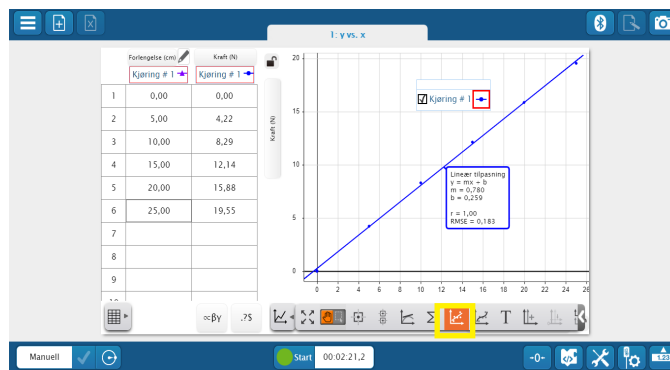 1: y vs. x
Forlengelse (cm)
Kraft (N)
Kjøring # 1
Kjøring # 1
1 0,00 0,00
2 5,00 4,22
3 10,00 8,29
4 15,00 12,14
5 20,00 15,88
6 25,00 19,55
7
8
9
∝βγ
.?$
Kraft (N)
20
15
10
5
0
0 2 4 6 8 10 12 14 16 18 20 22 24 26
Kjøring # 1
Lineær tilpasning
y = mx + b
m = 0,780
b = 0,259
r = 1,00
RMSE = 0,183
Σ
T
Manuell
Start
00:02:21,2
-0-
1.23